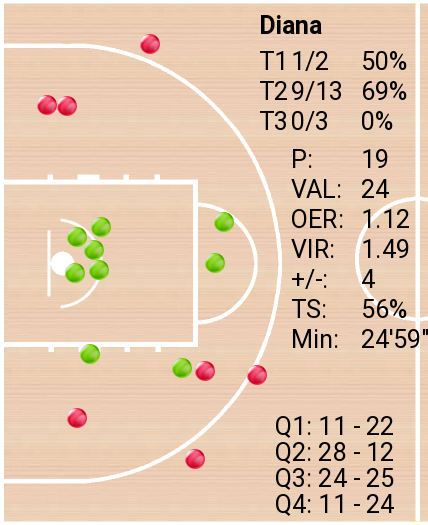 Diana
T1 1/2 50%
T2 9/13 69%
T3 0/3 0%
P: 19
VAL: 24
OER: 1.12
VIR: 1.49
+/-: 4
TS: 56%
Min: 24'59"
Q1: 11 - 22
Q2: 28 - 12
Q3: 24 - 25
Q4: 11 - 24